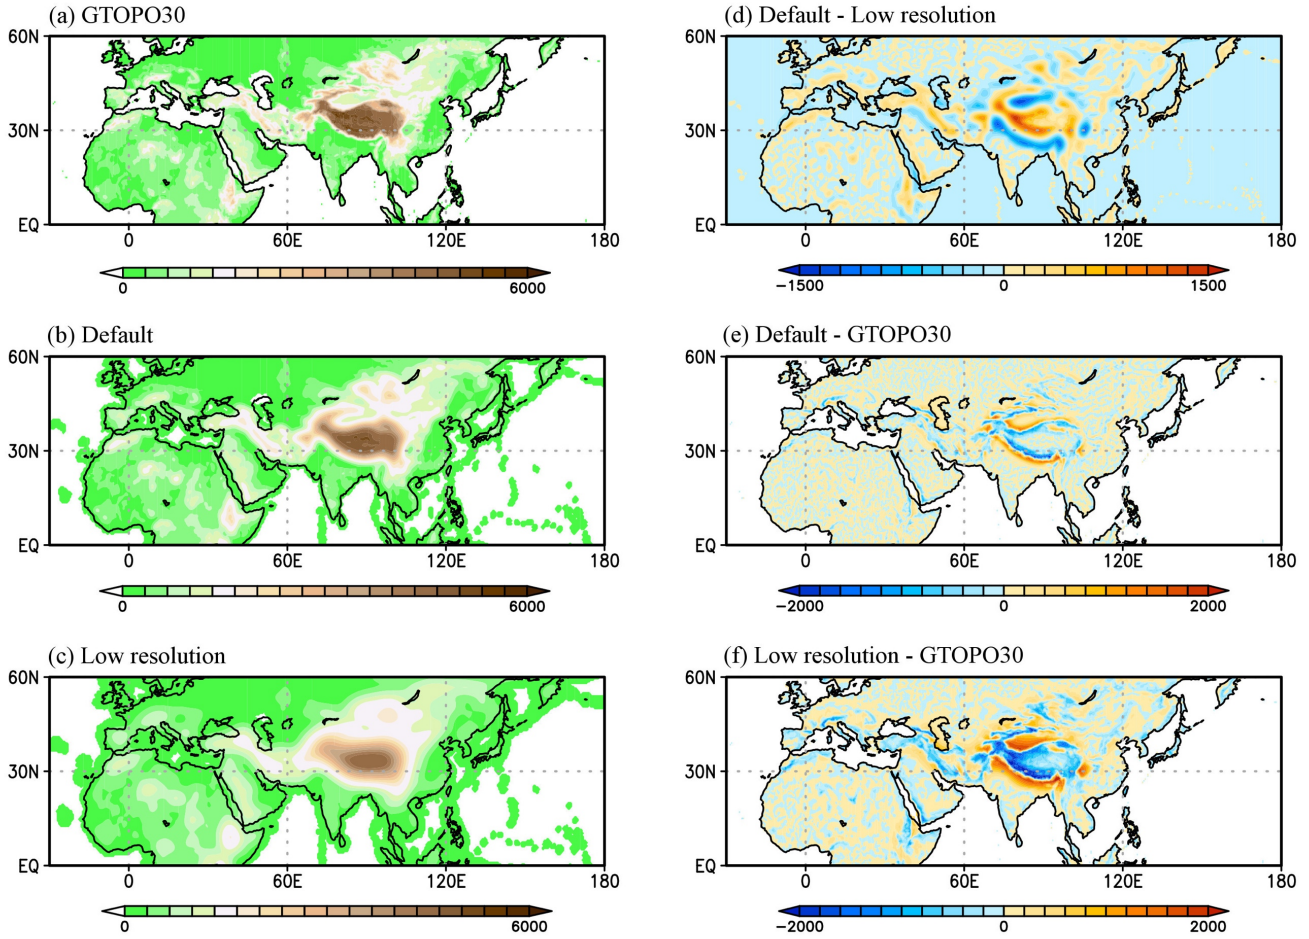 (a) GTOPO30
60N
30N
EQ
0 60E 120E 180
0 6000
(b) Default
60N
30N
EQ
0 60E 120E 180
0 6000
(c) Low resolution
60N
30N
EQ
0 60E 120E 180
0 6000
(d) Default - Low resolution
60N
30N
EQ
0 60E 120E 180
−1500 0 1500
(e) Default - GTOPO30
60N
30N
EQ
0 60E 120E 180
−2000 0 2000
(f) Low resolution - GTOPO30
60N
30N
EQ
0 60E 120E 180
−2000 0 2000